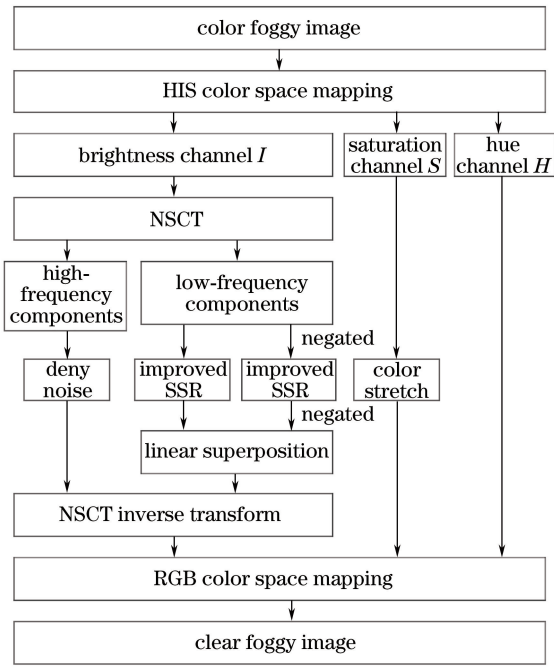 color foggy image
HIS color space mapping
brightness channel I
saturation
channel S
hue
channel H
NSCT
high-
frequency
components
low-frequency
components
negated
deny
noise
improved
SSR
improved
SSR
color
stretch
negated
linear superposition
NSCT inverse transform
RGB color space mapping
clear foggy image